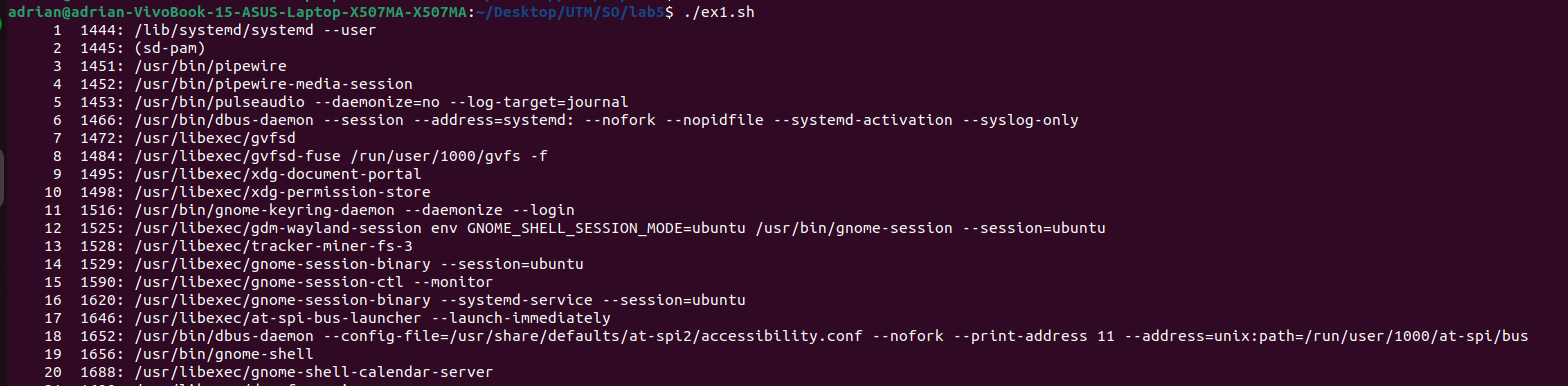 adrian@adrian-VivoBook-15-ASUS-Laptop-X507MA-X507MA:~/Desktop/UTM/SO/lab5$ ./ex1.sh
1 1444: /lib/systemd/systemd --user
2 1445: (sd-pam)
3 1451: /usr/bin/pipewire
4 1452: /usr/bin/pipewire-media-session
5 1453: /usr/bin/pulseaudio --daemonize=no --log-target=journal
6 1466: /usr/bin/dbus-daemon --session --address=systemd: --nofork --nopidfile --systemd-activation --syslog-only
7 1472: /usr/libexec/gvfsd
8 1484: /usr/libexec/gvfsd-fuse /run/user/1000/gvfs -f
9 1495: /usr/libexec/xdg-document-portal
10 1498: /usr/libexec/xdg-permission-store
11 1516: /usr/bin/gnome-keyring-daemon --daemonize --login
12 1525: /usr/libexec/gdm-wayland-session env GNOME_SHELL_SESSION_MODE=ubuntu /usr/bin/gnome-session --session=ubuntu
13 1528: /usr/libexec/tracker-miner-fs-3
14 1529: /usr/libexec/gnome-session-binary --session=ubuntu
15 1590: /usr/libexec/gnome-session-ctl --monitor
16 1620: /usr/libexec/gnome-session-binary --systemd-service --session=ubuntu
17 1646: /usr/libexec/at-spi-bus-launcher --launch-immediately
18 1652: /usr/bin/dbus-daemon --config-file=/usr/share/defaults/at-spi2/accessibility.conf --nofork --print-address 11 --address=unix:path=/run/user/1000/at-spi/bus
19 1656: /usr/bin/gnome-shell
20 1688: /usr/libexec/gnome-shell-calendar-server